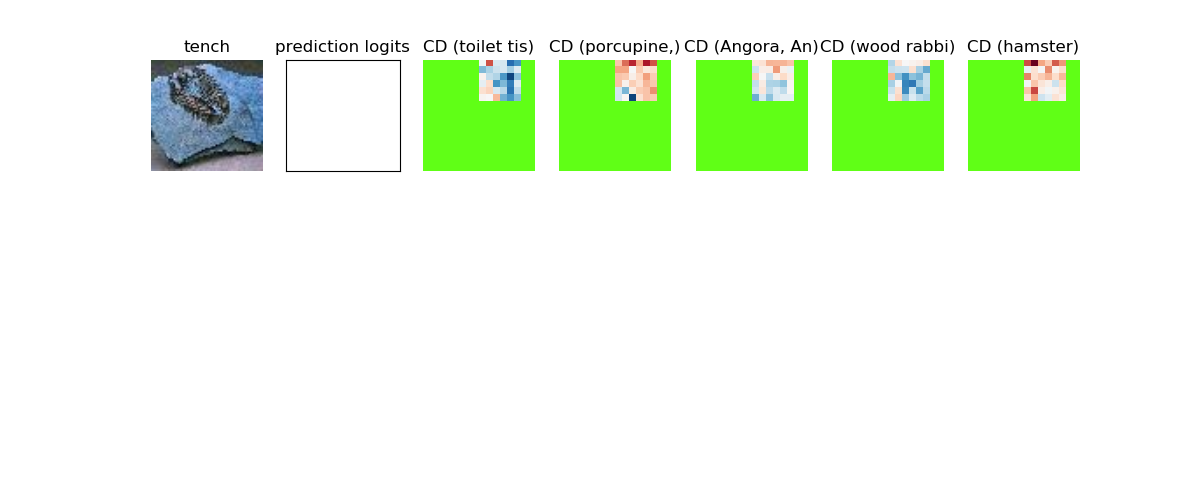 tench prediction logits CD (toilet tis) CD (porcupine,) CD (Angora, An) CD (wood rabbi) CD (hamster)